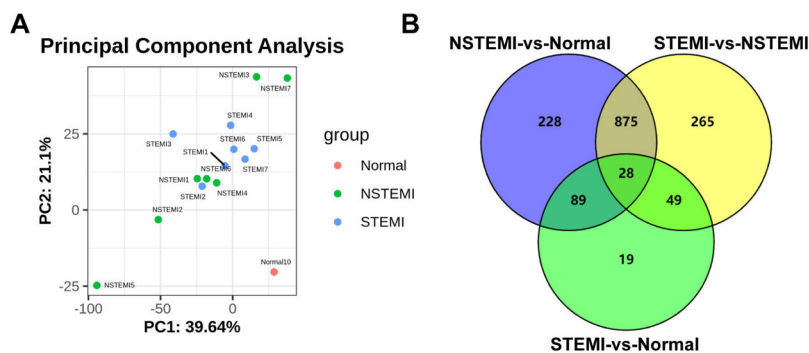 A
Principal Component Analysis
NSTEMI3
NSTEMI7
STEMI4
STEMI3
STEMI6
STEMI5
STEMI1
NSTEMI6
STEMI7
NSTEMI1
NSTEMI4
STEMI2
NSTEMI2
Normal10
NSTEMI5
25
0
-25
-100
-50
0
PC1: 39.64%
PC2: 21.1%
group
Normal
NSTEMI
STEMI
B
NSTEMI-vs-Normal
STEMI-vs-NSTEMI
228
875
265
28
89
49
19
STEMI-vs-Normal